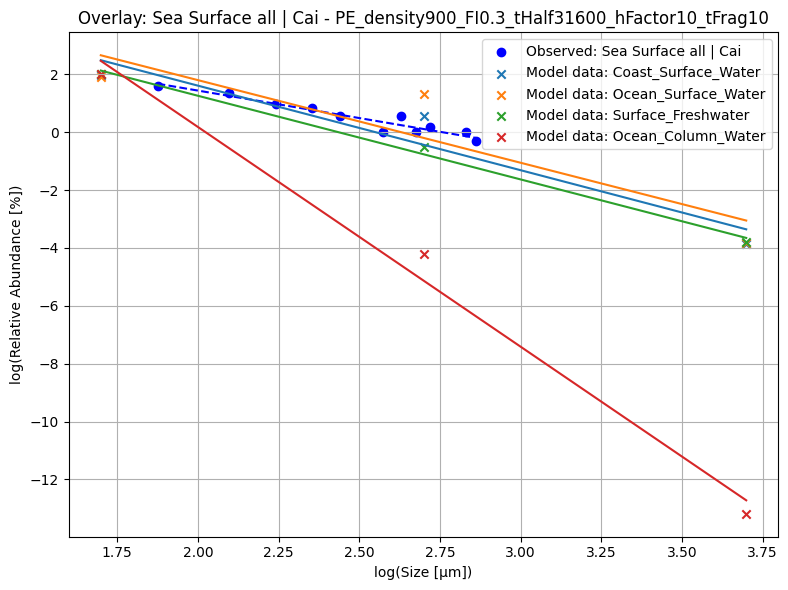 Overlay: Sea Surface all | Cai - PE_density900_FI0.3_tHalf31600_hFactor10_tFrag10
Observed: Sea Surface all | Cai
Model data: Coast_Surface_Water
Model data: Ocean_Surface_Water
Model data: Surface_Freshwater
Model data: Ocean_Column_Water
log(Relative Abundance [%])
2
0
−2
−4
−6
−8
−10
−12
1.75 2.00 2.25 2.50 2.75 3.00 3.25 3.50 3.75
log(Size [μm])